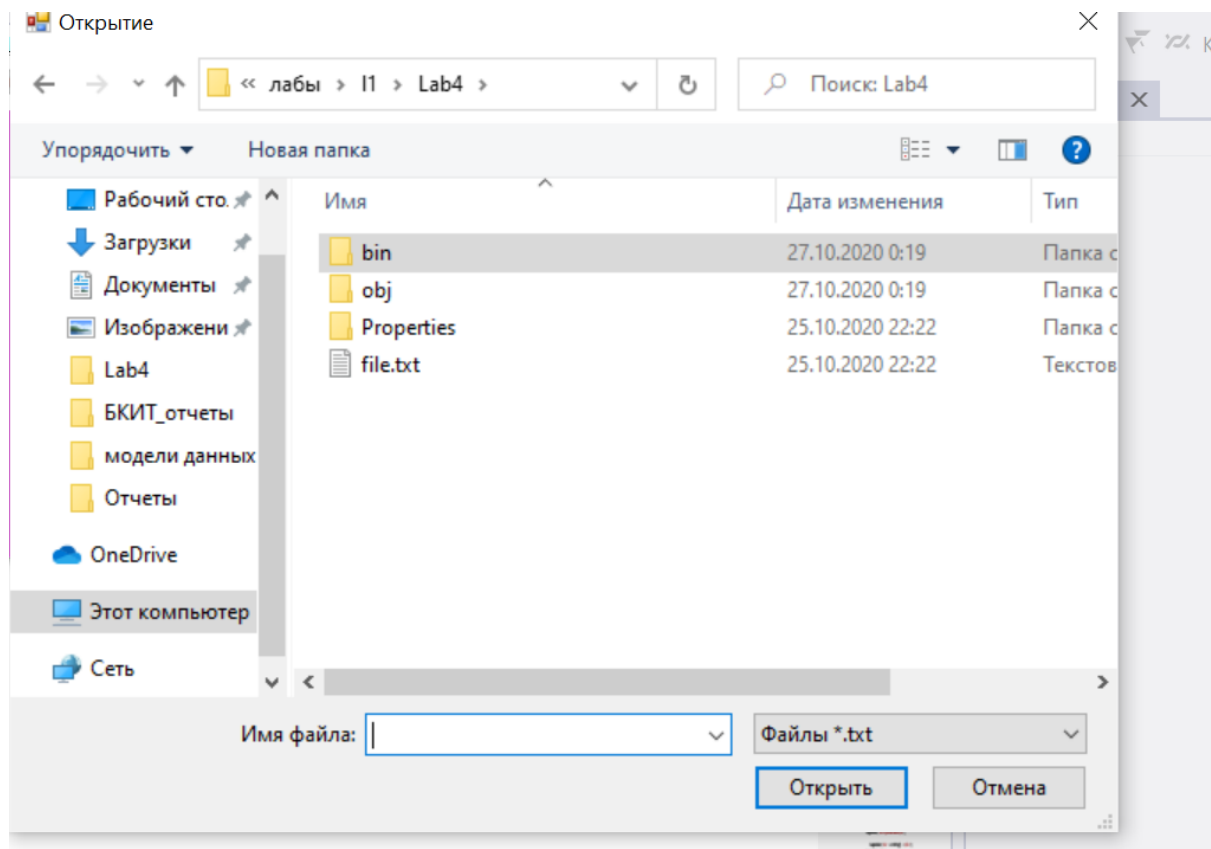 Открытие
« лабы › l1 › Lab4 ›
Поиск: Lab4
Упорядочить
Новая папка
Имя
Дата изменения
Тип
Рабочий сто.
Загрузки
Документы
Изображени
Lab4
БКИТ_отчеты
модели данных
Отчеты
OneDrive
Этот компьютер
Сеть
bin 27.10.2020 0:19 Папка с
obj 27.10.2020 0:19 Папка с
Properties 25.10.2020 22:22 Папка с
file.txt 25.10.2020 22:22 Текстов
Имя файла:
Файлы *.txt
Открыть
Отмена